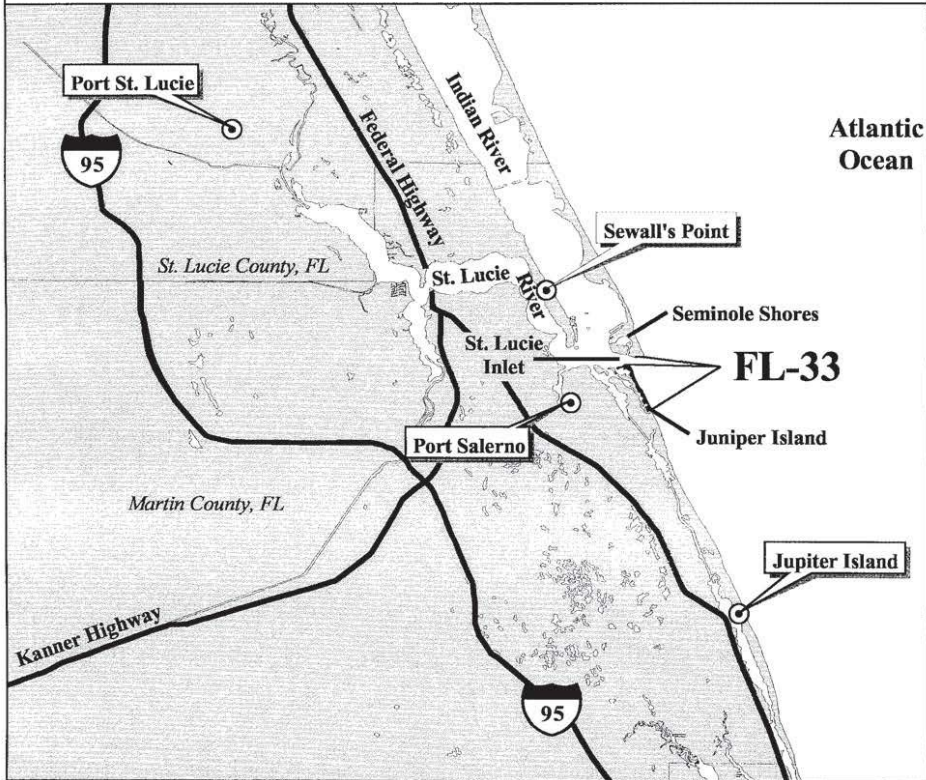 Port St. Lucie
95
Federal Highway
Indian River
Atlantic
Ocean
Sewall's Point
St. Lucie County, FL
St. Lucie
River
Seminole Shores
St. Lucie
Inlet
FL-33
Juniper Island
Port Salerno
Martin County, FL
Jupiter Island
Kanner Highway
95